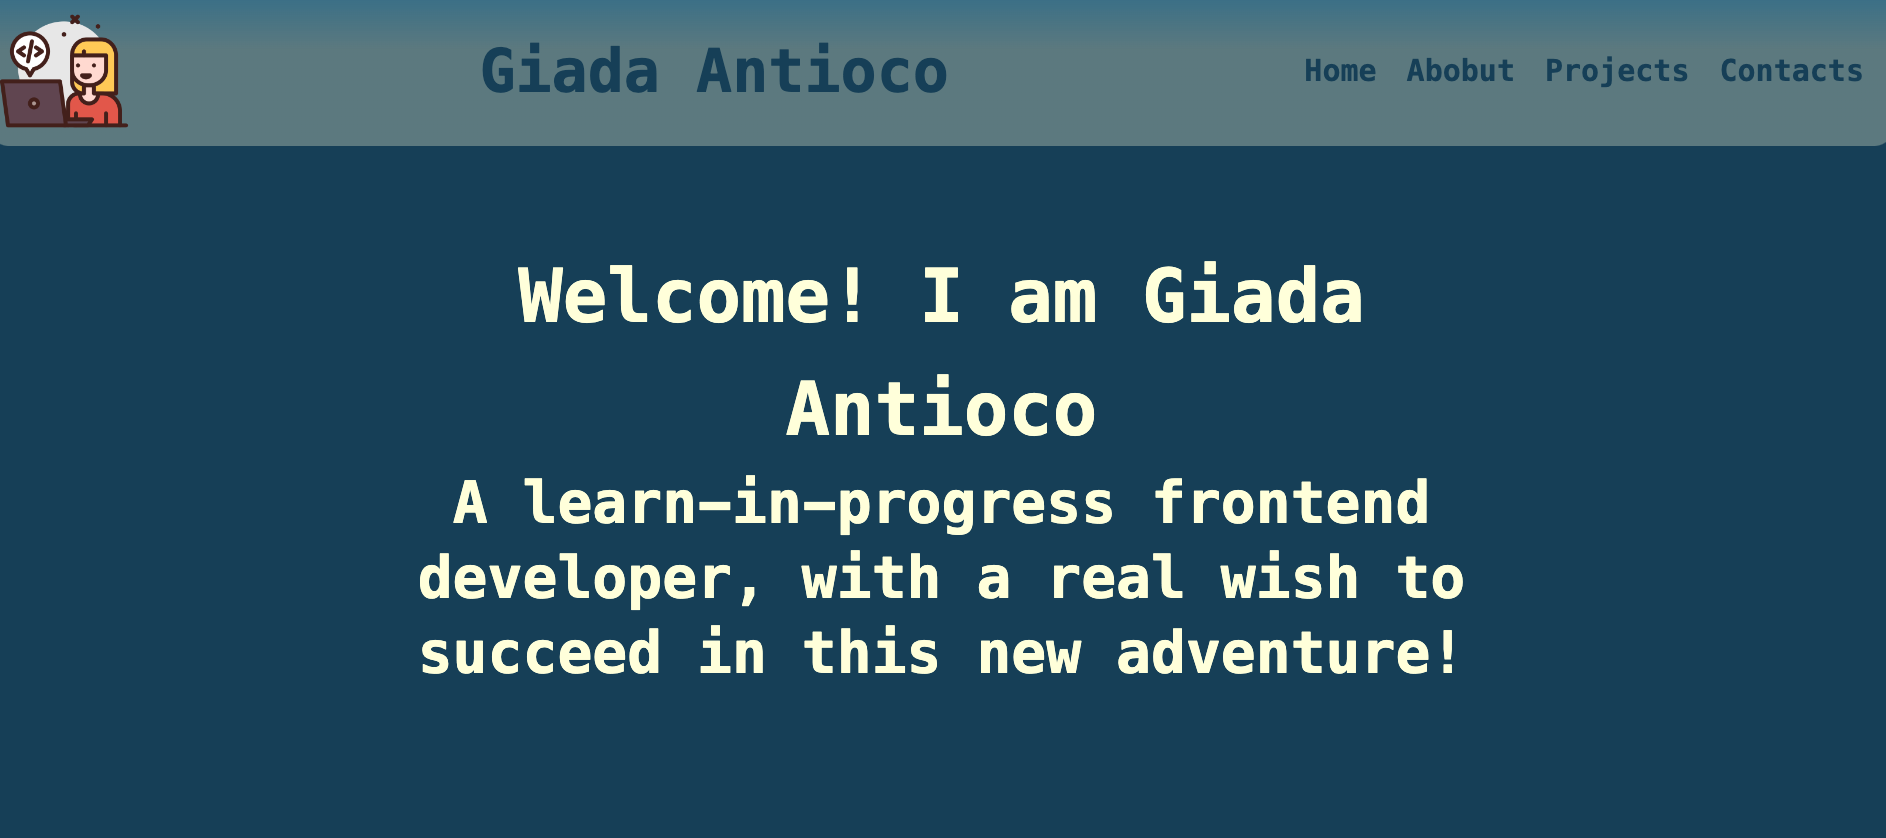 </>
Giada Antioco
Home Abobut Projects Contacts
Welcome! I am Giada
Antioco
A learn-in-progress frontend
developer, with a real wish to
succeed in this new adventure!